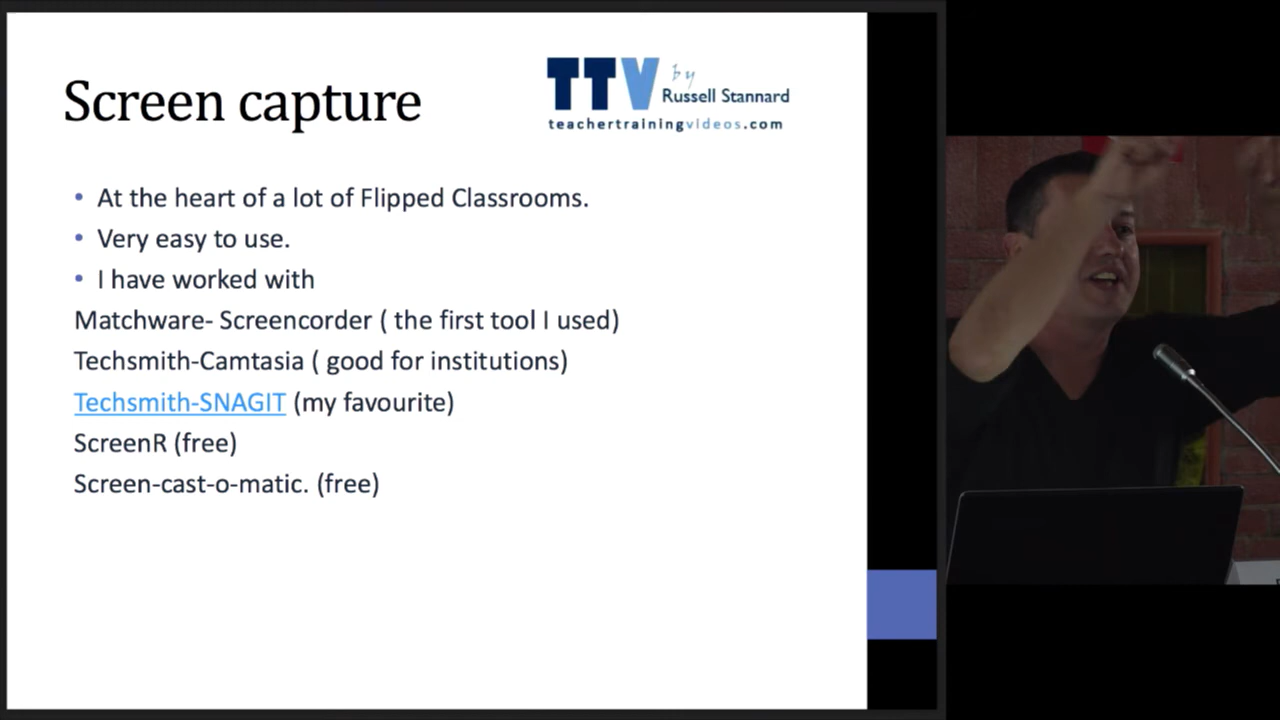 Screen capture
TTV by
Russell Stannard
teachertrainingvideos.com
• At the heart of a lot of Flipped Classrooms.
• Very easy to use.
• I have worked with
Matchware- Screencorder ( the first tool I used)
Techsmith-Camtasia ( good for institutions)
Techsmith-SNAGIT (my favourite)
ScreenR (free)
Screen-cast-o-matic. (free)